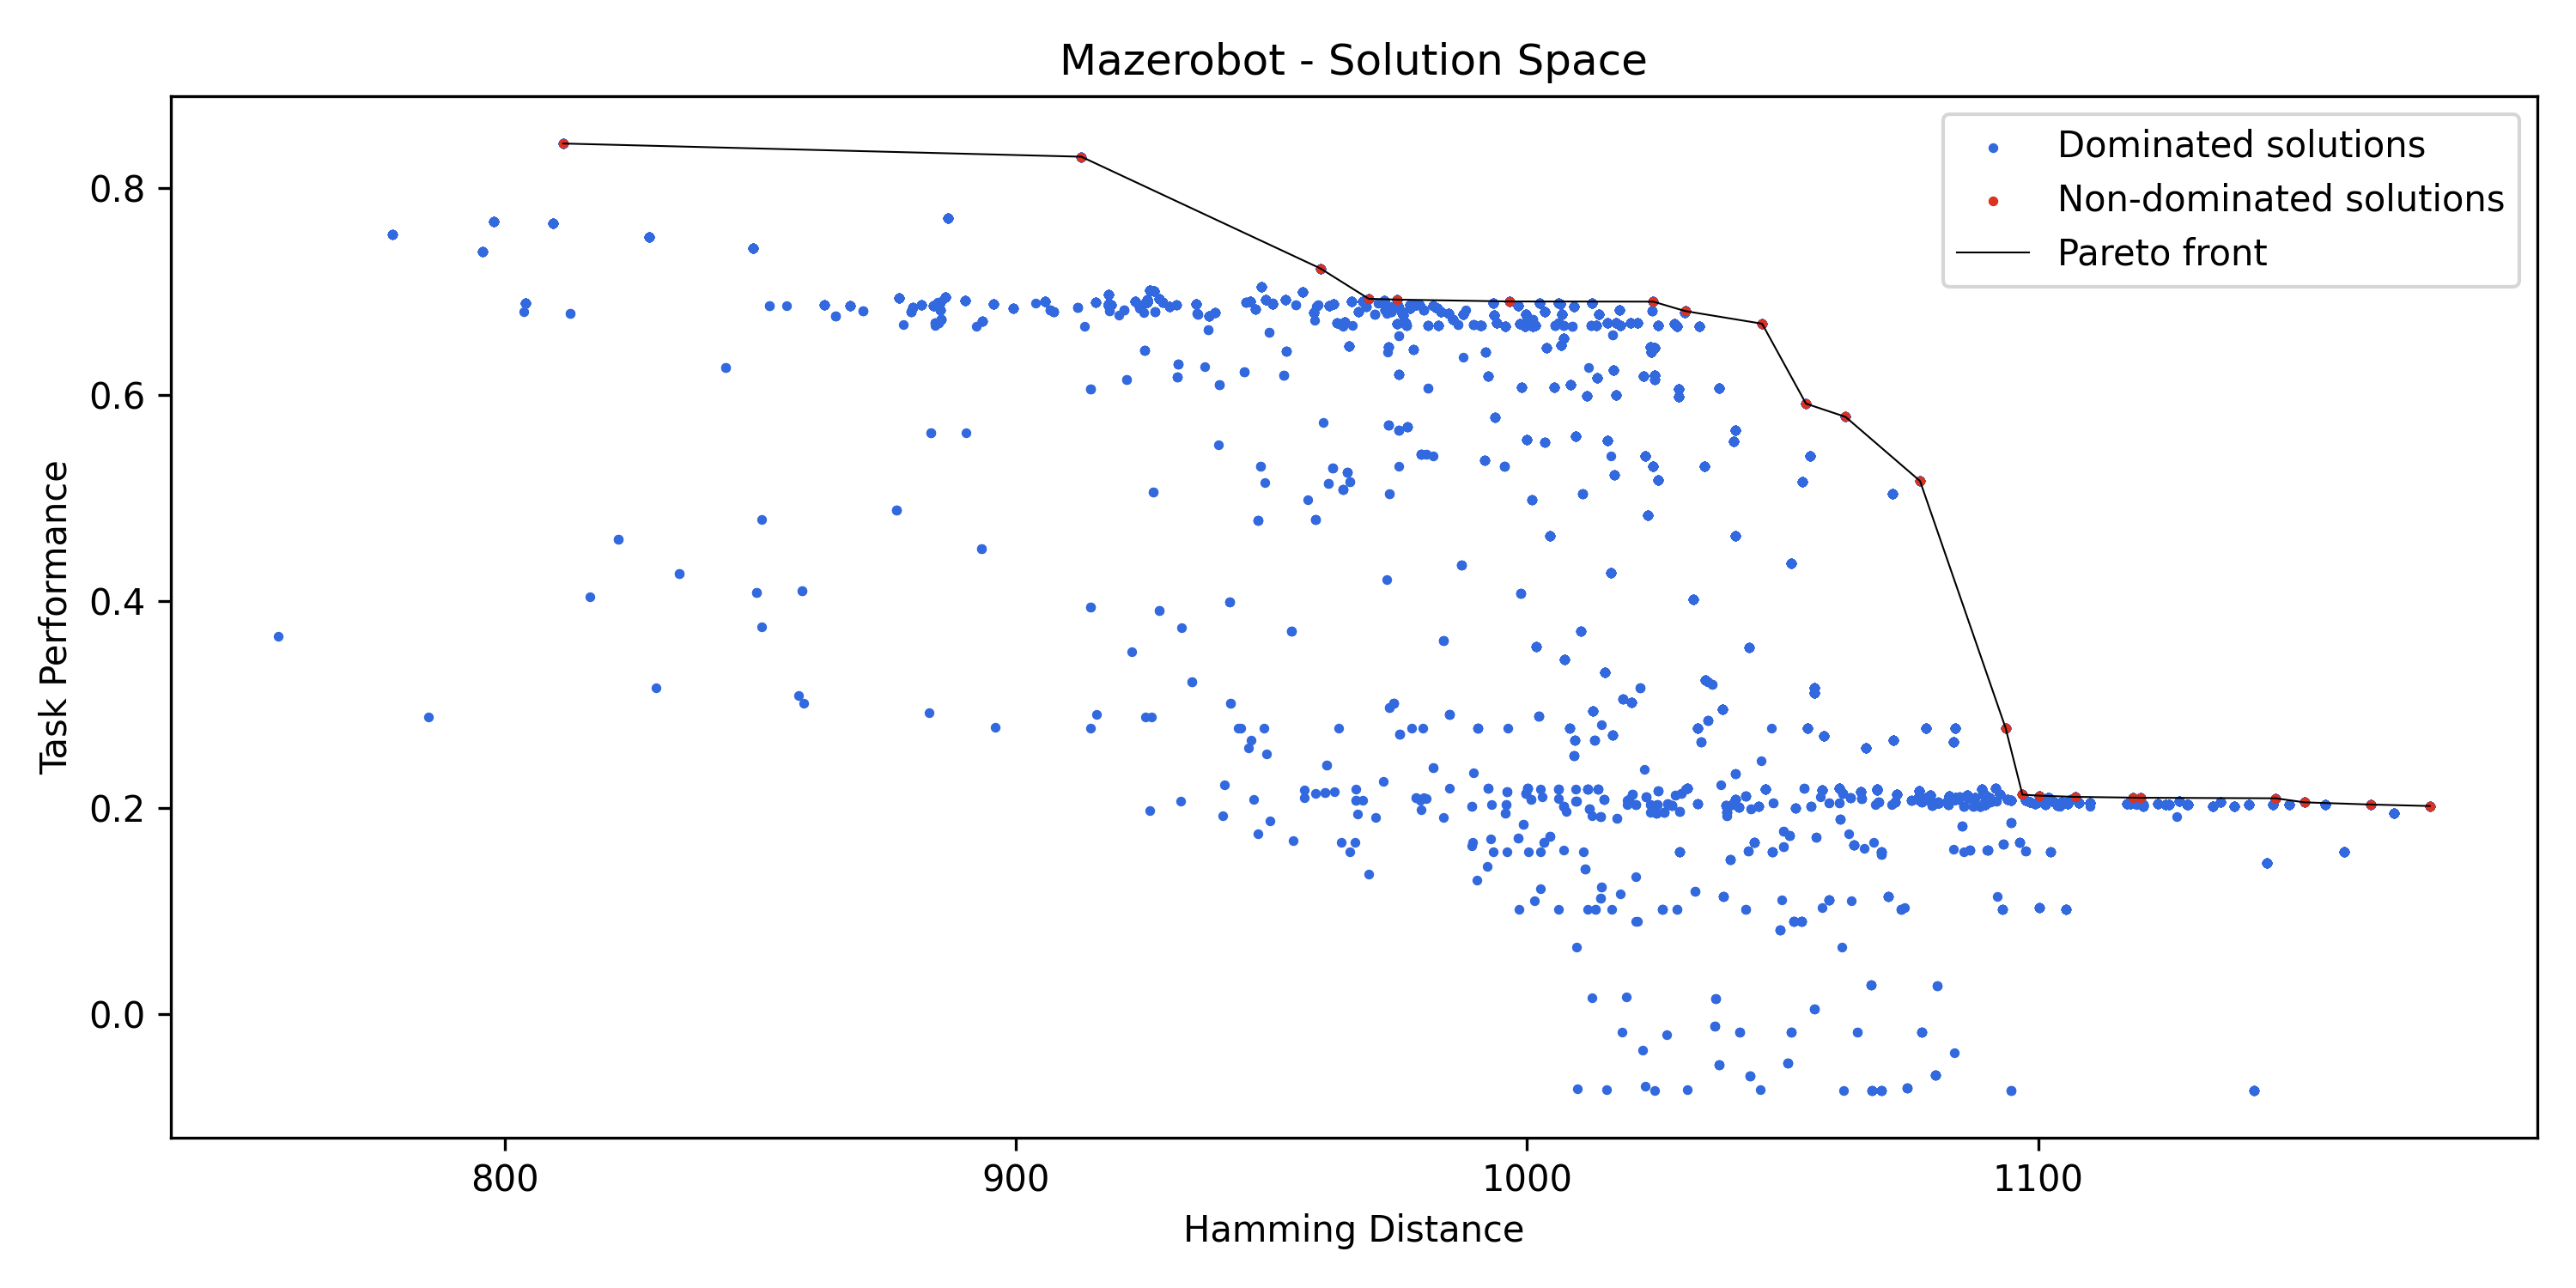 Mazerobot - Solution Space
Dominated solutions
Non-dominated solutions
Pareto front
Task Performance
0.8
0.6
0.4
0.2
0.0
800
900
1000
1100
Hamming Distance